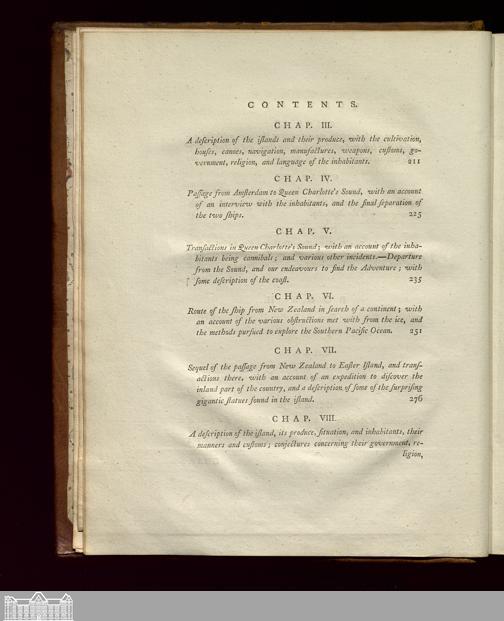 CONTENTS.
CHAP. III.
A deſcription of the iſlands and their produce, with the cultivation,
houſes, canoes, navigation, manufactures, weapons, cuſtoms, go-
vernment, religion, and language of the inhabitants. 211
CHAP. IV.
Paſſage from Amſterdam to Queen Charlotte's Sound, with an account
of an interview with the inhabitants, and the final ſeparation of
the two ſhips. 225
CHAP. V.
Tranſactions in Queen Charlotte's Sound; with an account of the inha-
bitants being cannibals; and various other incidents.—Departure
from the Sound, and our endeavours to find the Adventure; with
ſome deſcription of the coaſt. 235
CHAP. VI.
Route of the ſhip from New Zealand in ſearch of a continent; with
an account of the various obſtructions met with from the ice, and
the methods purſued to explore the Southern Pacific Ocean. 251
CHAP. VII.
Sequel of the paſſage from New Zealand to Eaſter Iſland, and tranſ-
actions there, with an account of an expedition to diſcover the
inland part of the country, and a deſcription of ſome of the ſurpriſing
gigantic ſtatues found in the iſland. 276
CHAP. VIII.
A deſcription of the iſland, its produce, ſituation, and inhabitants, their
manners and cuſtoms; conjectures concerning their government, re-
ligion,